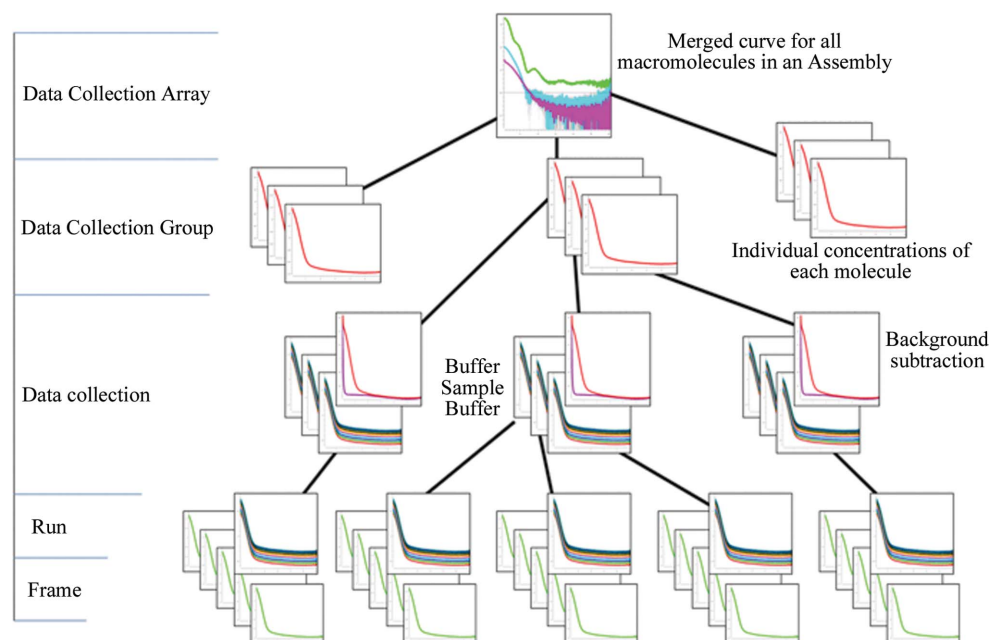 Merged curve for all
macromolecules in an Assembly
Data Collection Array
Data Collection Group
Individual concentrations of
each molecule
Data collection
Buffer
Sample
Buffer
Background
subtraction
Run
Frame